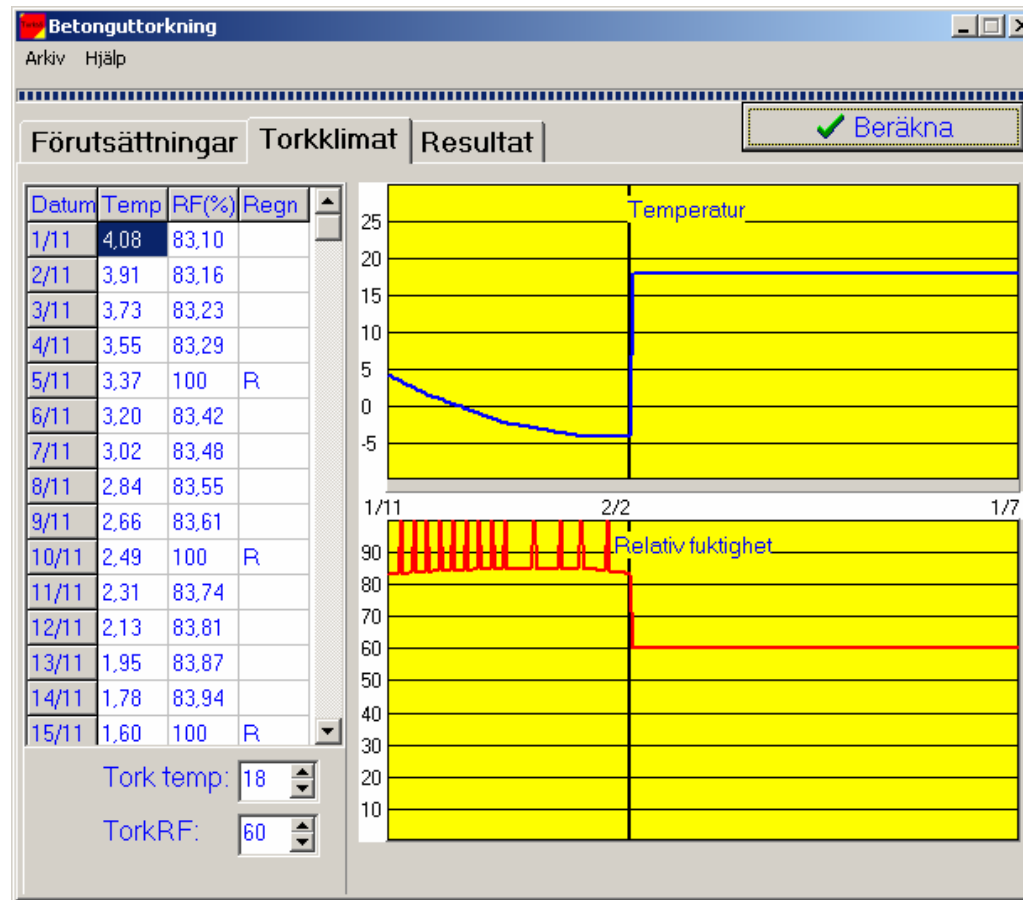 Betonguttorkning
Arkiv Hjälp
Förutsättningar Torkklimat Resultat
Beräkna
Datum Temp RF(%) Regn
1/11 4,08 83,10
2/11 3,91 83,16
3/11 3,73 83,23
4/11 3,55 83,29
5/11 3,37 100 R
6/11 3,20 83,42
7/11 3,02 83,48
8/11 2,84 83,55
9/11 2,66 83,61
10/11 2,49 100 R
11/11 2,31 83,74
12/11 2,13 83,81
13/11 1,95 83,87
14/11 1,78 83,94
15/11 1,60 100 R
Tork temp: 18
TorkRF: 60
Temperatur
25
20
15
10
5
0
-5
1/11 2/2 1/7
Relativ fuktighet
90
80
70
60
50
40
30
20
10